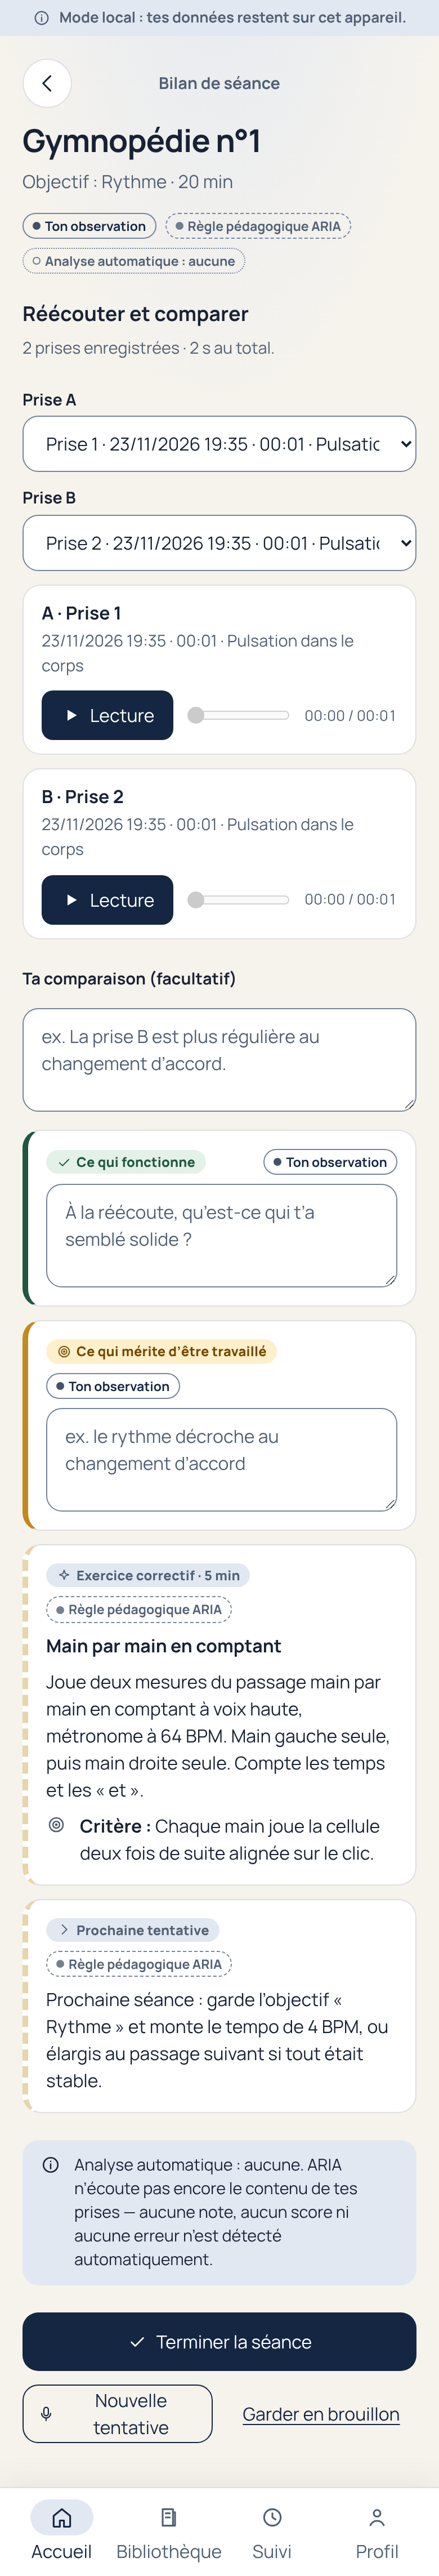 Mode local : tes données restent sur cet appareil.
Bilan de séance
Gymnopédie n°1
Objectif : Rythme · 20 min
Ton observation
Règle pédagogique ARIA
Analyse automatique : aucune
Réécouter et comparer
2 prises enregistrées · 2 s au total.
Prise A
Prise 1 · 23/11/2026 19:35 · 00:01 · Pulsatic
Prise B
Prise 2 · 23/11/2026 19:35 · 00:01 · Pulsatic
A · Prise 1
23/11/2026 19:35 · 00:01 · Pulsation dans le
corps
Lecture
00:00 / 00:01
B · Prise 2
23/11/2026 19:35 · 00:01 · Pulsation dans le
corps
Lecture
00:00 / 00:01
Ta comparaison (facultatif)
ex. La prise B est plus régulière au
changement d’accord.
Ce qui fonctionne
Ton observation
À la réécoute, qu’est-ce qui t’a
semblé solide ?
Ce qui mérite d’être travaillé
Ton observation
ex. le rythme décroche au
changement d’accord
Exercice correctif · 5 min
Règle pédagogique ARIA
Main par main en comptant
Joue deux mesures du passage main par
main en comptant à voix haute,
métronome à 64 BPM. Main gauche seule,
puis main droite seule. Compte les temps
et les « et ».
Critère : Chaque main joue la cellule
deux fois de suite alignée sur le clic.
Prochaine tentative
Règle pédagogique ARIA
Prochaine séance : garde l’objectif «
Rythme » et monte le tempo de 4 BPM, ou
élargis au passage suivant si tout était
stable.
Analyse automatique : aucune. ARIA
n’écoute pas encore le contenu de tes
prises — aucune note, aucun score ni
aucune erreur n’est détecté
automatiquement.
Terminer la séance
Nouvelle
tentative
Garder en brouillon
Accueil
Bibliothèque
Suivi
Profil